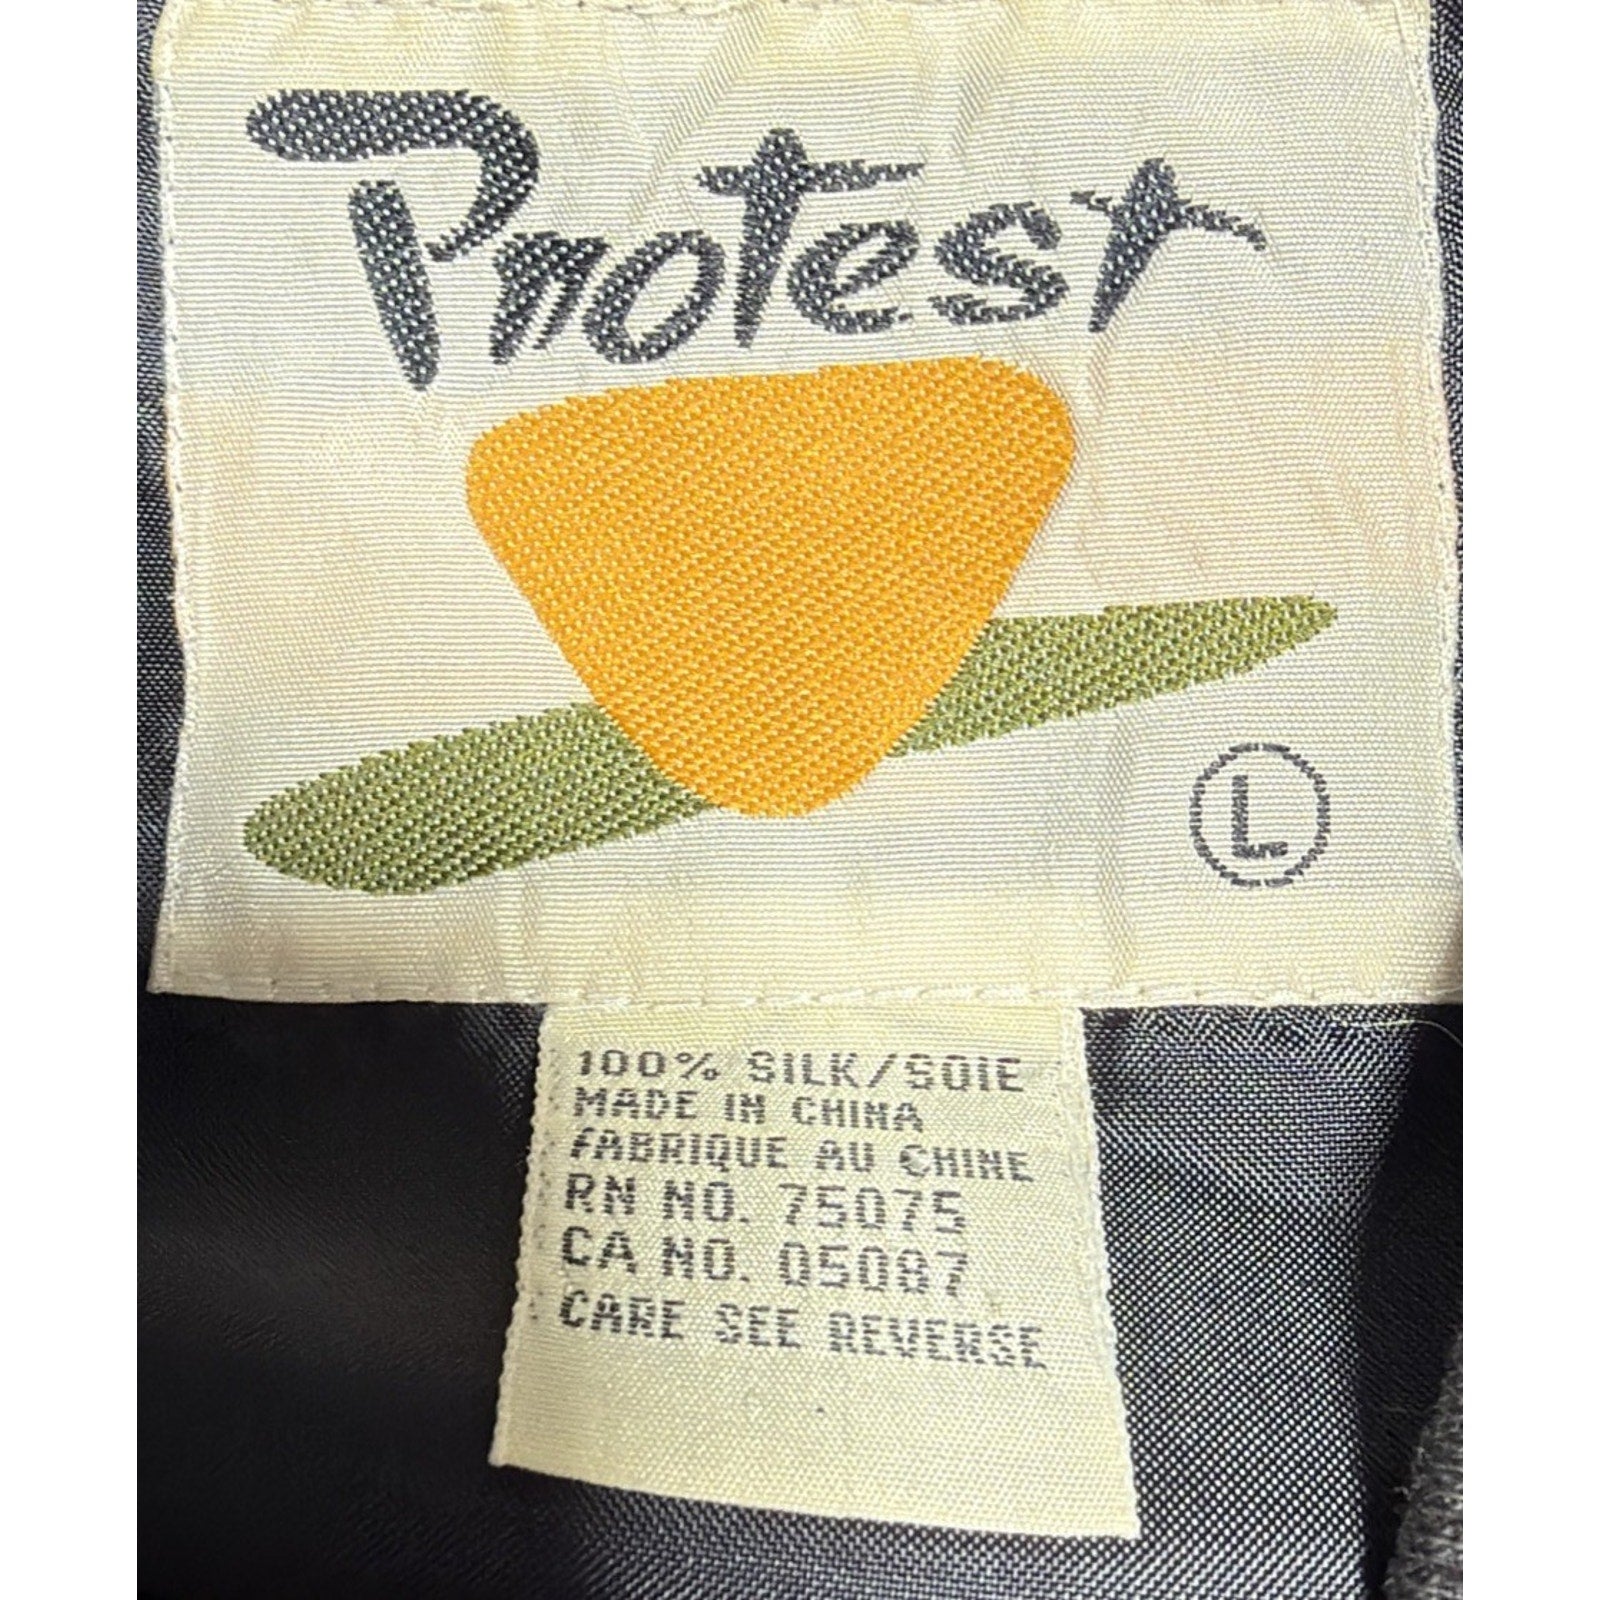 Protest
L
100% SILK/SOIE
MADE IN CHINA
FABRIQUE AU CHINE
RN NO. 75075
CA NO. 05087
CARE SEE REVERSE